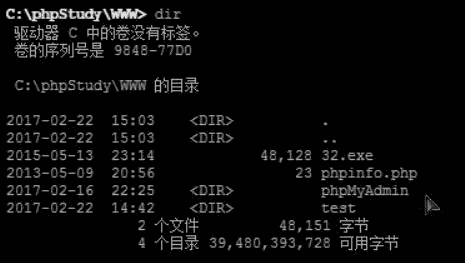 C:\phpStudy\WWW> dir
驱动器 C 中的卷没有标签。
卷的序列号是 9848-77D0
C:\phpStudy\WWW 的目录
2017-02-22 15:03 <DIR> .
2017-02-22 15:03 <DIR> ..
2015-05-13 23:14 48,128 32.exe
2013-05-09 20:56 23 phpinfo.php
2017-02-16 22:25 <DIR> phpMyAdmin
2017-02-22 14:42 <DIR> test
2 个文件 48,151 字节
4 个目录 39,480,393,728 可用字节